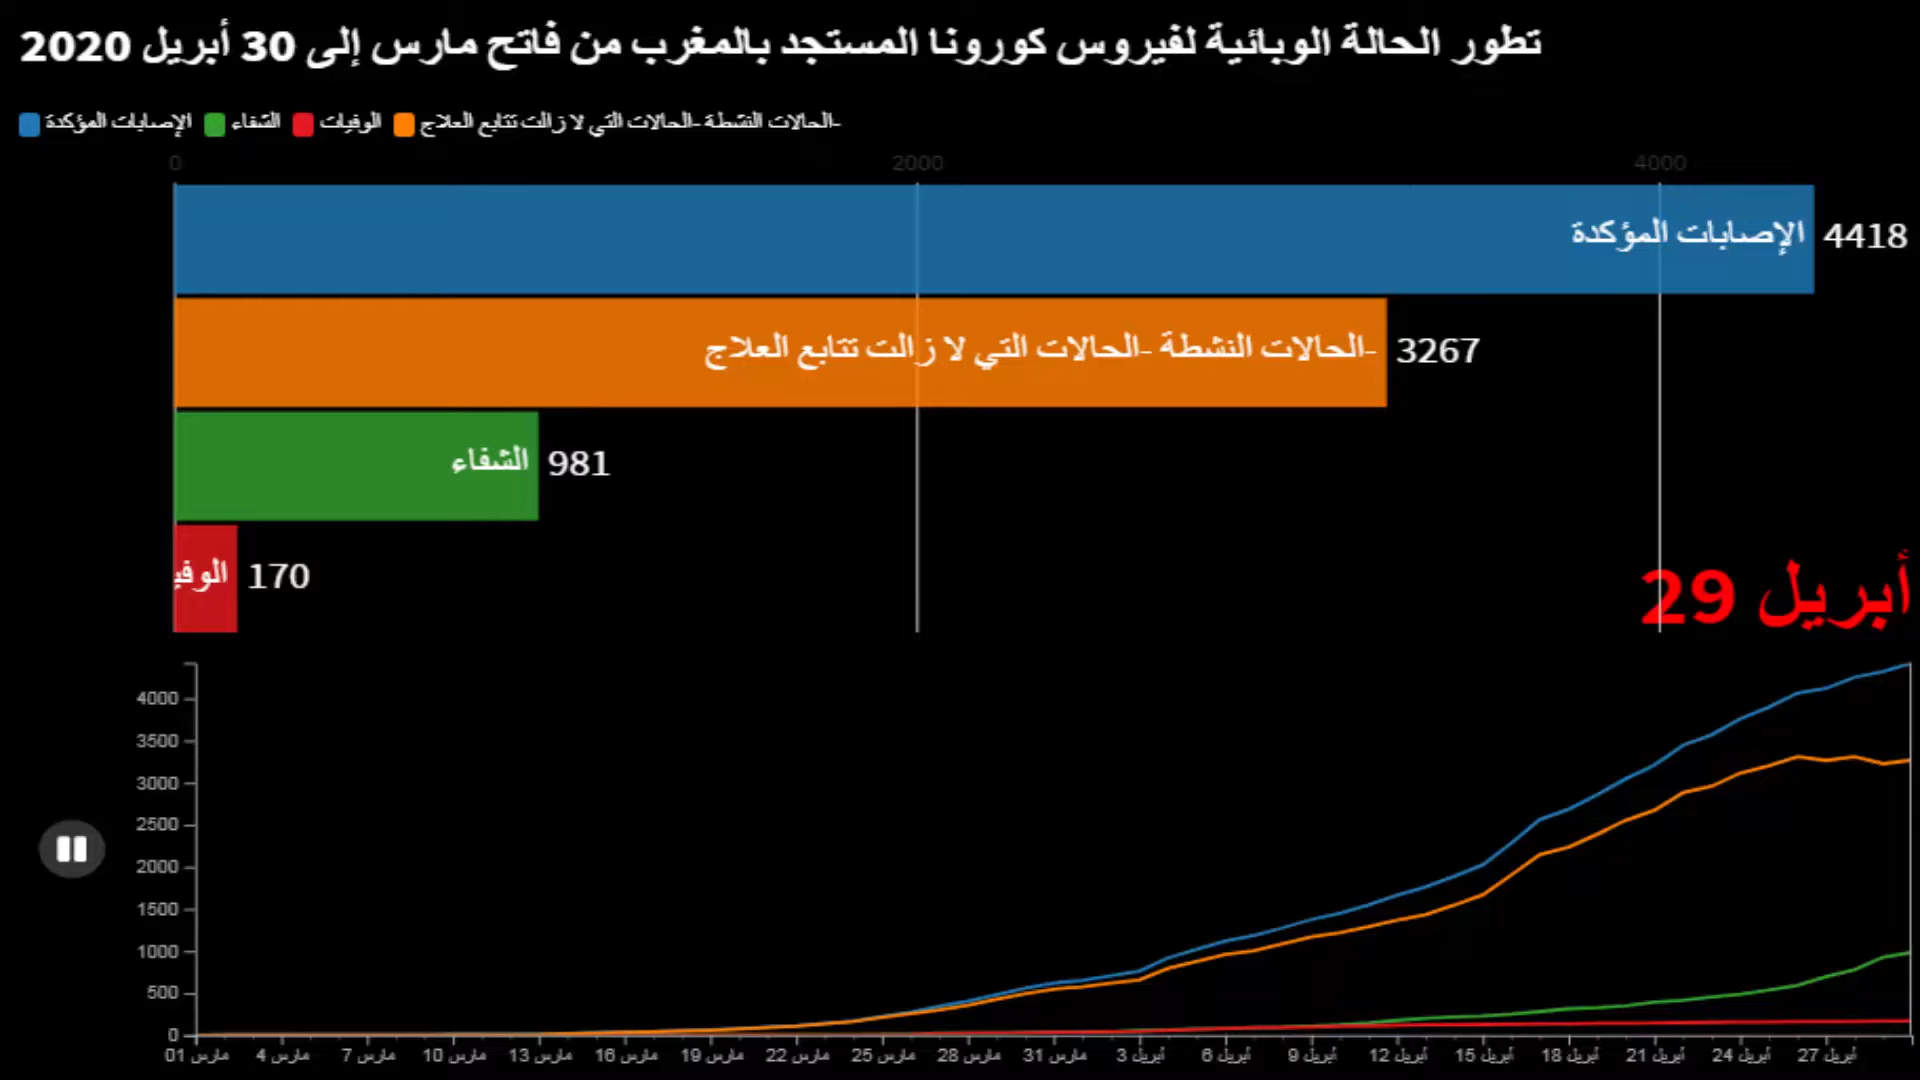 تطور الحالة الوبائية لفيروس كورونا المستجد بالمغرب من فاتح مارس إلى 30 أبريل 2020
الإصابات المؤكدة الشفاء الوفيات -الحالات النشطة -الحالات التي لا زالت تتابع العلاج
0 2000 4000
الإصابات المؤكدة 4418
-الحالات النشطة -الحالات التي لا زالت تتابع العلاج 3267
الشفاء 981
الوفي 170
أبريل 29
4000
3500
3000
2500
2000
1500
1000
500
0
مارس 01 مارس 4 مارس 7 مارس 10 مارس 13 مارس 16 مارس 19 مارس 22 مارس 25 مارس 28 مارس 31 أبريل 3 أبريل 6 أبريل 9 أبريل 12 أبريل 15 أبريل 18 أبريل 21 أبريل 24 أبريل 27